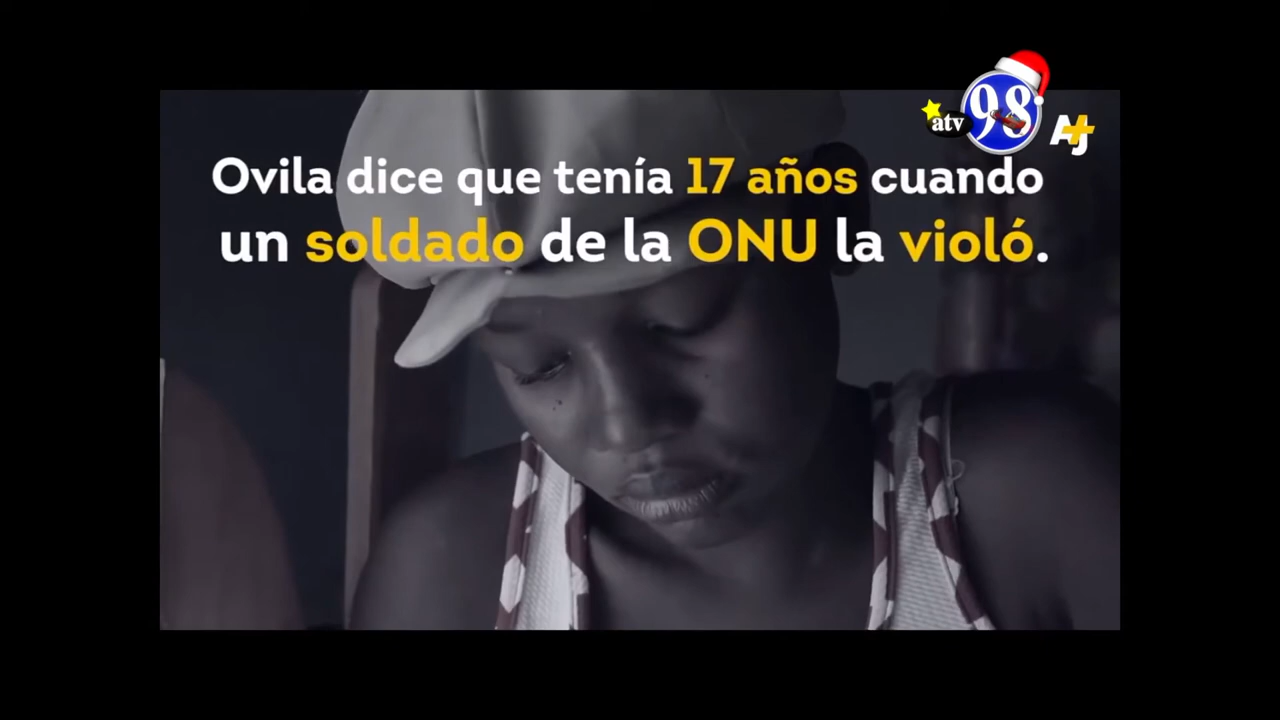 atv
98
AJ+
Ovila dice que tenía 17 años cuando
un soldado de la ONU la violó.